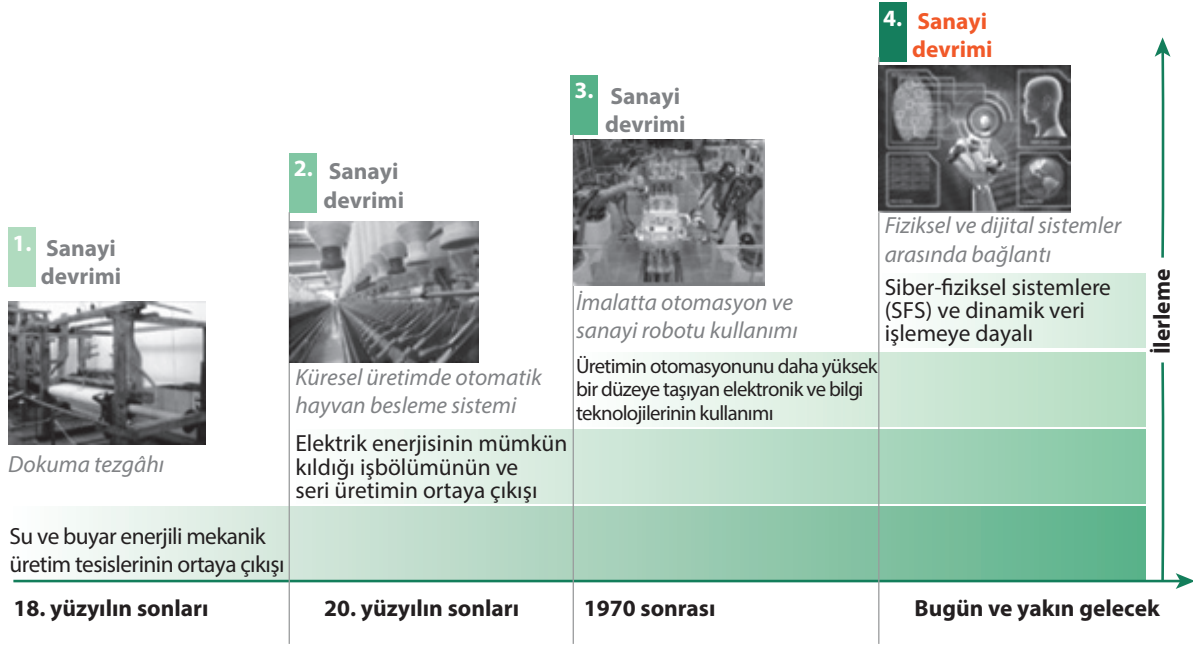 1. Sanayi
devrimi
Dokuma tezgâhı
Su ve buyar enerjili mekanik
üretim tesislerinin ortaya çıkışı
18. yüzyılın sonları
2. Sanayi
devrimi
Küresel üretimde otomatik
hayvan besleme sistemi
Elektrik enerjisinin mümkün
kıldığı işbölümünün ve
seri üretimin ortaya çıkışı
20. yüzyılın sonları
3. Sanayi
devrimi
İmalatta otomasyon ve
sanayi robotu kullanımı
Üretimin otomasyonunu daha yüksek
bir düzeye taşıyan elektronik ve bilgi
teknolojilerinin kullanımı
1970 sonrası
4. Sanayi
devrimi
Fiziksel ve dijital sistemler
arasında bağlantı
Siber-fiziksel sistemlere
(SFS) ve dinamik veri
işlemeye dayalı
Bugün ve yakın gelecek
İlerleme